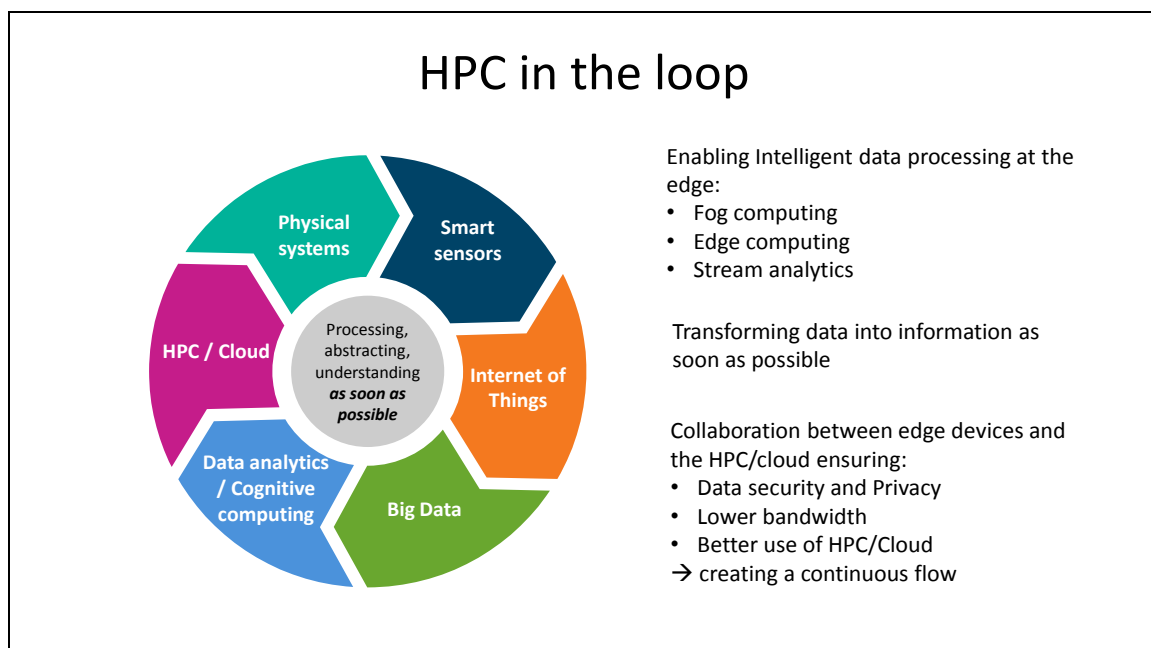 HPC in the loop
Physical
systems
Smart
sensors
Internet of
Things
Big Data
Data analytics
/ Cognitive
computing
HPC / Cloud
Processing,
abstracting,
understanding
as soon as
possible
Enabling Intelligent data processing at the
edge:
• Fog computing
• Edge computing
• Stream analytics
Transforming data into information as
soon as possible
Collaboration between edge devices and
the HPC/cloud ensuring:
• Data security and Privacy
• Lower bandwidth
• Better use of HPC/Cloud
→ creating a continuous flow